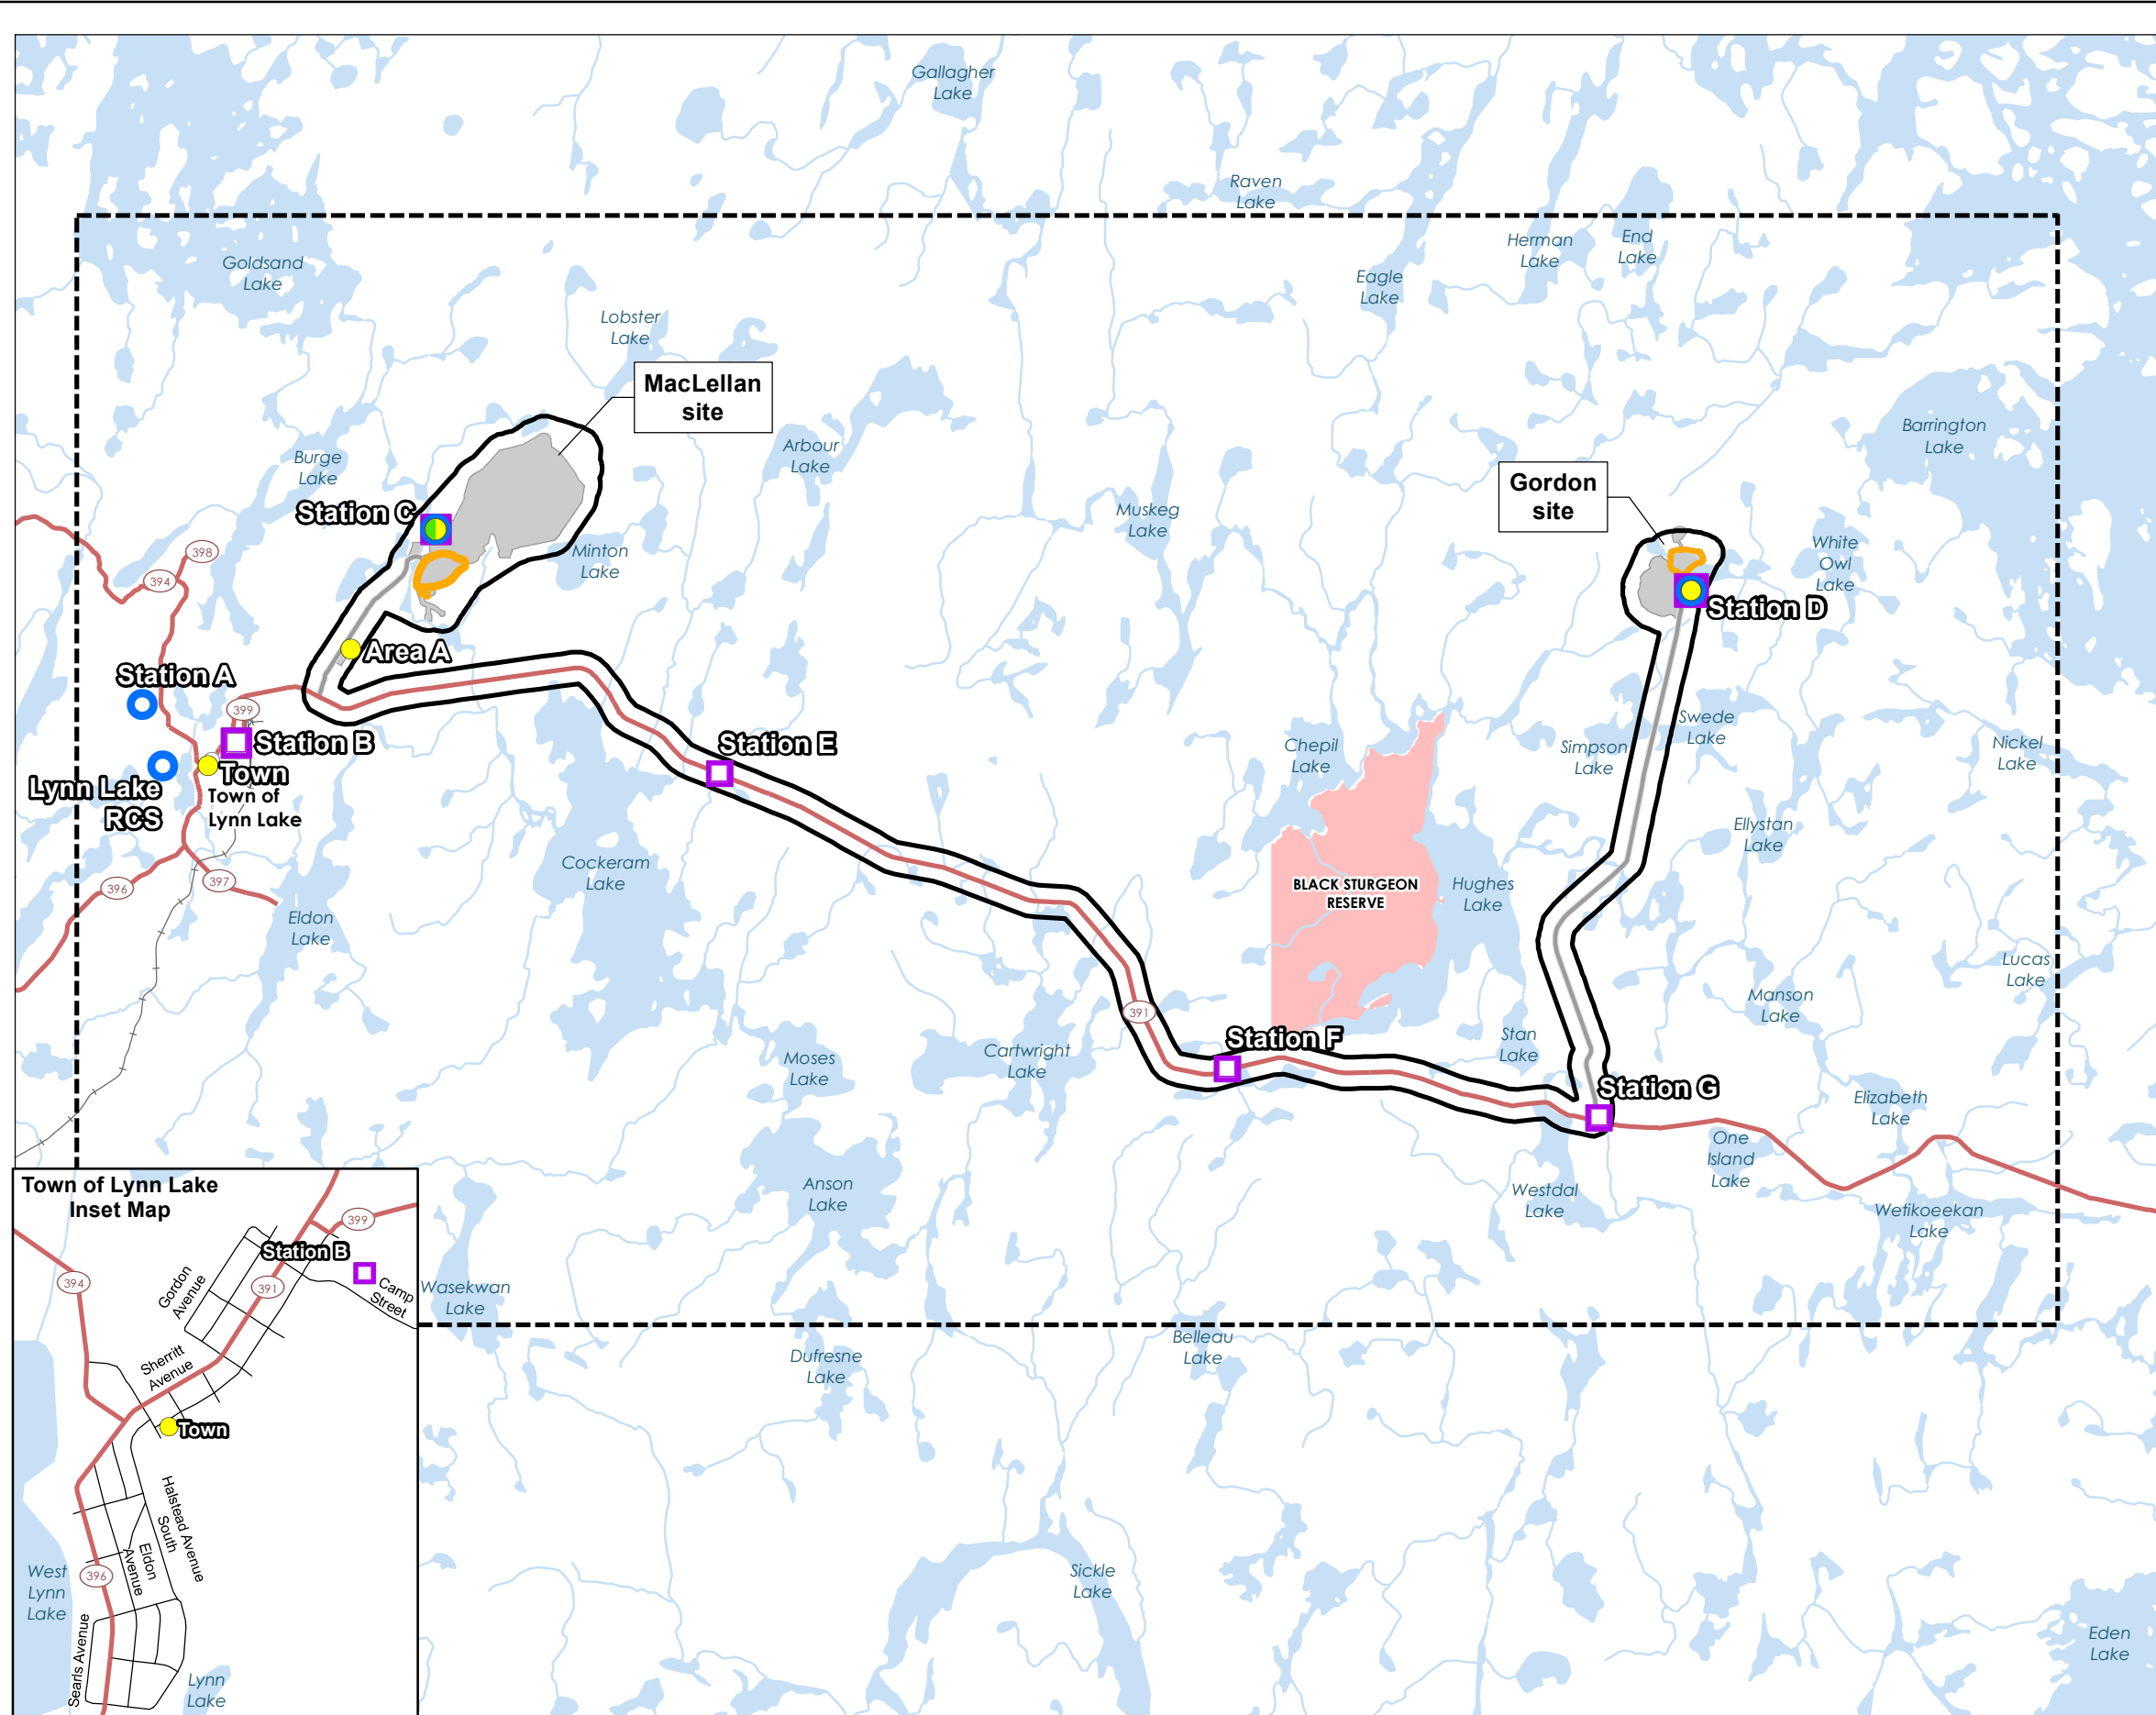 Gallagher
Lake
Raven
Lake
Herman
Lake
End
Lake
Goldsand
Lake
Eagle
Lake
Lobster
Lake
MacLellan
site
Arbour
Lake
Barrington
Lake
Burge
Lake
Gordon
site
Station C
Muskeg
Lake
Minton
Lake
White
Owl
Lake
398
394
Station D
Area A
Station A
399
Station B
Station E
Swede
Lake
Simpson
Lake
Chepil
Lake
Nickel
Lake
Town
Lynn Lake
RCS
Town of
Lynn Lake
Ellystan
Lake
Cockeram
Lake
396
397
BLACK STURGEON
RESERVE
Hughes
Lake
Eldon
Lake
Lucas
Lake
Manson
Lake
391
Station F
Stan
Lake
Moses
Lake
Cartwright
Lake
Station G
Elizabeth
Lake
One
Island
Lake
Anson
Lake
Westdal
Lake
Wetikoeekan
Lake
Wasekwan
Lake
Belleau
Lake
Dufresne
Lake
Sickle
Lake
Eden
Lake
Town of Lynn Lake
Inset Map
399
Station B
394
391
Gordon
Avenue
Camp
Street
Sherritt
Avenue
Town
Halstead Avenue
South
Eldon
Avenue
396
West
Lynn
Lake
Searls Avenue
Lynn
Lake